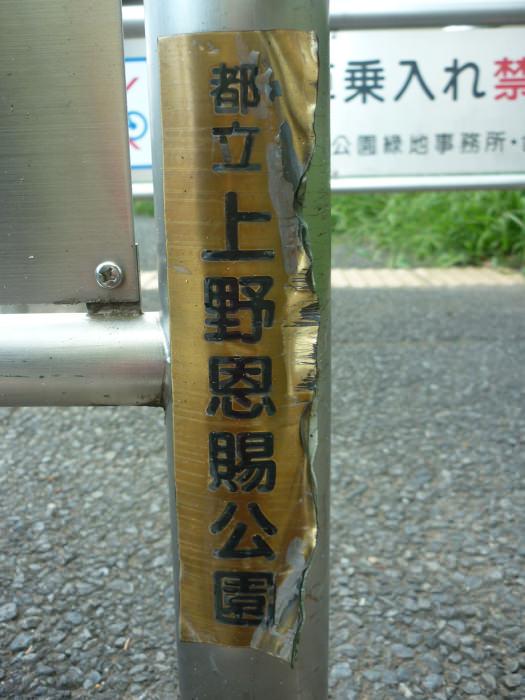 都立
上野恩賜公園
乗入れ禁
公園緑地事務所・